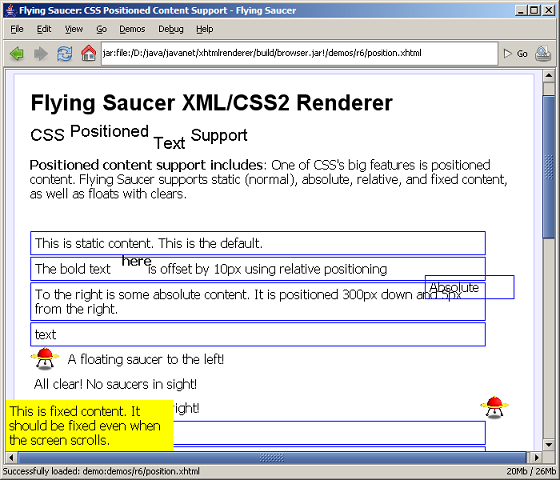 Flying Saucer: CSS Positioned Content Support - Flying Saucer
File Edit View Go Demos Debug Help
jar:file:/D:/java/javanet/xhtmlrenderer/build/browser.jar!/demos/r6/position.xhtml Go
Flying Saucer XML/CSS2 Renderer
CSS Positioned Text Support
Positioned content support includes: One of CSS's big features is positioned
content. Flying Saucer supports static (normal), absolute, relative, and fixed content,
as well as floats with clears.
This is static content. This is the default.
The bold text here is offset by 10px using relative positioning
Absolute
To the right is some absolute content. It is positioned 300px down and 5px
from the right.
text
A floating saucer to the left!
All clear! No saucers in sight!
right!
This is fixed content. It
should be fixed even when
the screen scrolls.
Successfully loaded: demo:demos/r6/position.xhtml 20Mb / 26Mb